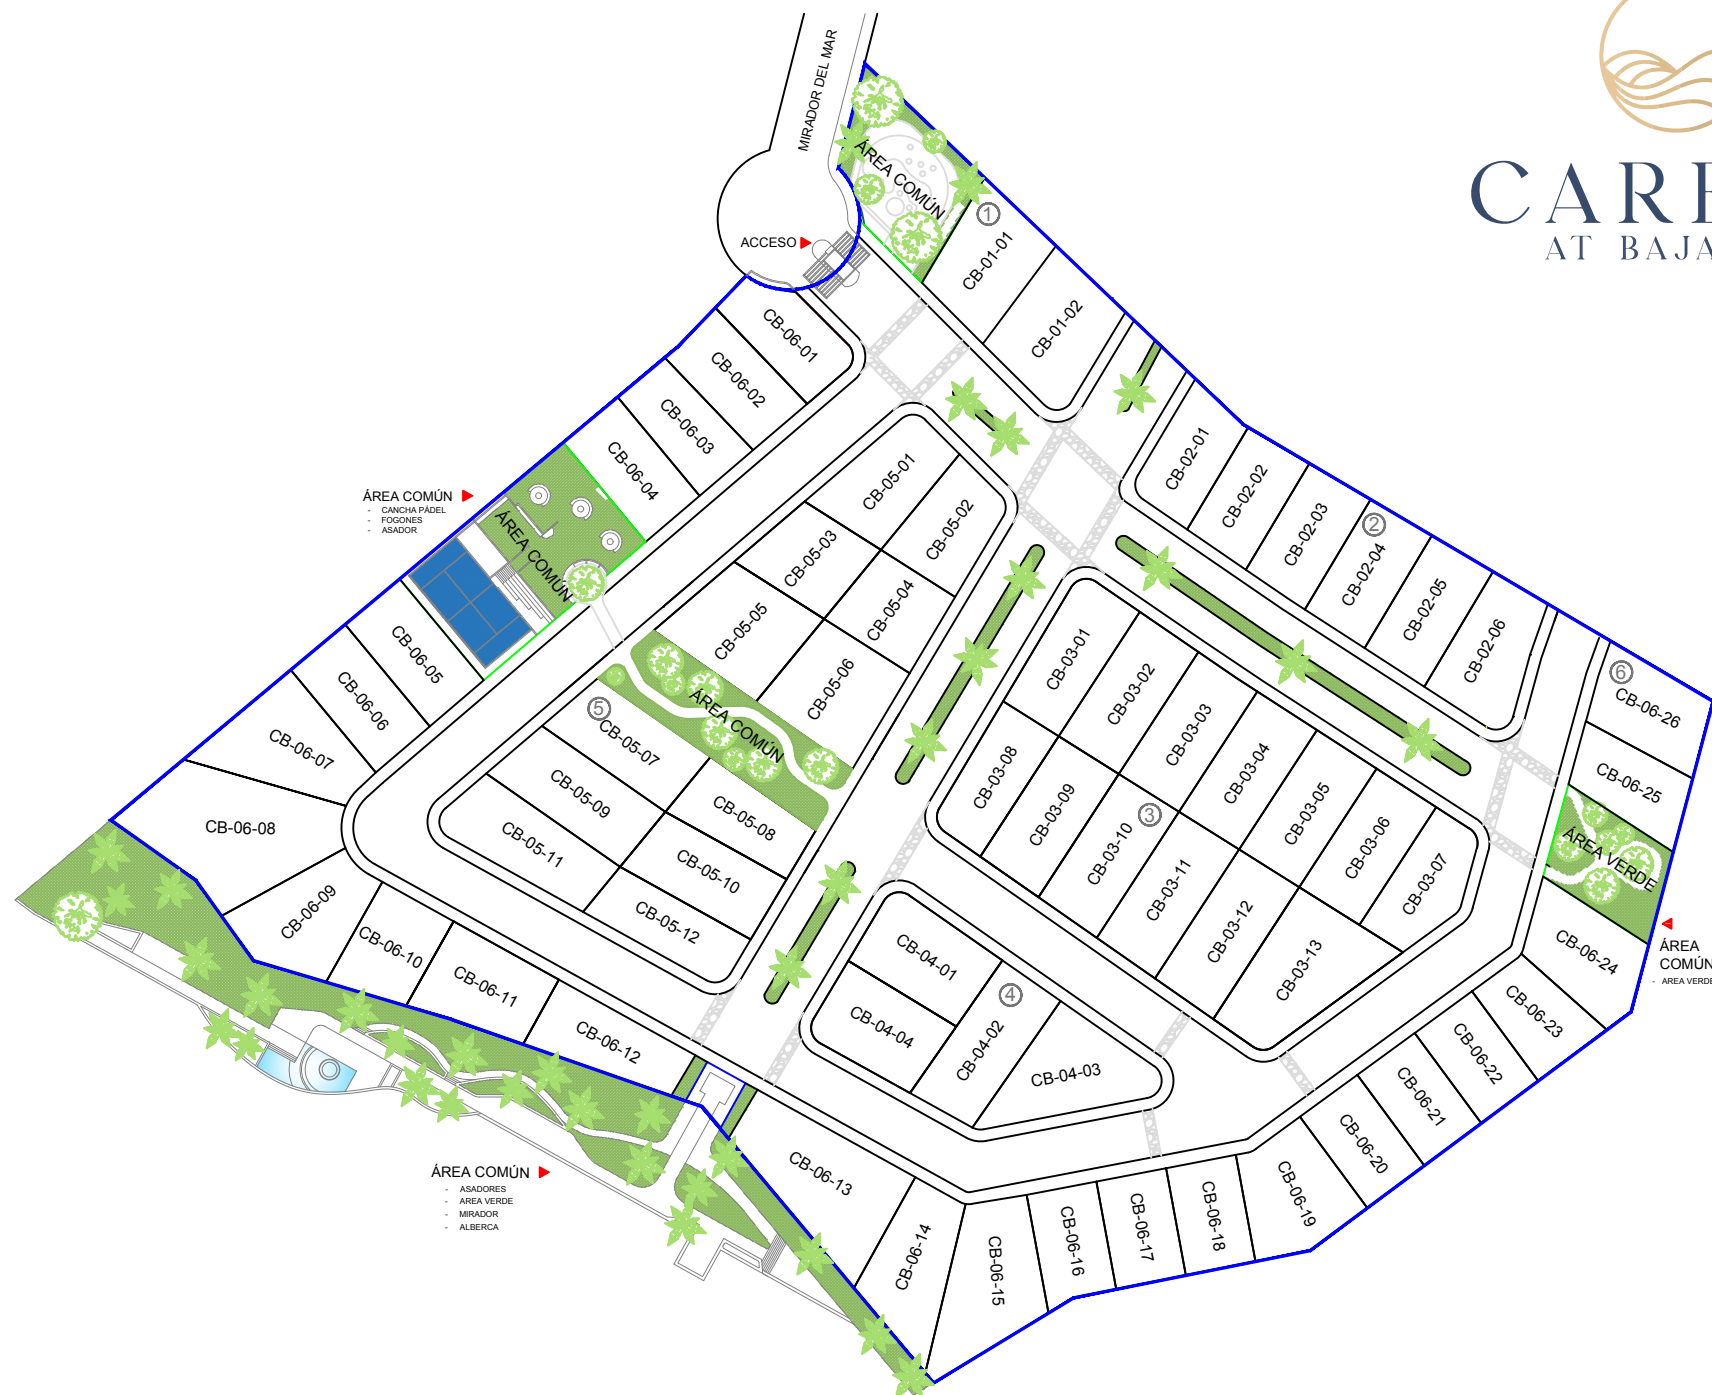 MIRADOR DEL MAR
AT BAJA
ACCESO
ÁREA COMÚN
1
CB-01-01
CB-01-02
CB-06-01
CB-06-02
CB-06-03
CB-06-04
ÁREA COMÚN
- CANCHA PÁDEL
- FOGONES
- ASADOR
ÁREA COMÚN
CB-06-05
CB-06-06
CB-06-07
CB-06-08
CB-06-09
CB-06-10
CB-06-11
CB-06-12
CB-05-01
CB-05-02
CB-05-03
CB-05-04
CB-05-05
CB-05-06
ÁREA COMÚN
5
CB-05-07
CB-05-08
CB-05-09
CB-05-10
CB-05-11
CB-05-12
CB-02-01
CB-02-02
CB-02-03
2
CB-02-04
CB-02-05
CB-02-06
CB-03-01
CB-03-02
CB-03-03
CB-03-04
CB-03-05
CB-03-06
CB-03-07
CB-03-08
CB-03-09
CB-03-10
3
CB-03-11
CB-03-12
CB-03-13
CB-04-01
4
CB-04-02
CB-04-03
CB-04-04
6
CB-06-26
CB-06-25
ÁREA VERDE
ÁREA
COMÚN
- AREA VERDE
CB-06-24
CB-06-23
CB-06-22
CB-06-21
CB-06-20
CB-06-19
CB-06-18
CB-06-17
CB-06-16
CB-06-15
CB-06-14
CB-06-13
ÁREA COMÚN
- ASADORES
- AREA VERDE
- MIRADOR
- ALBERCA